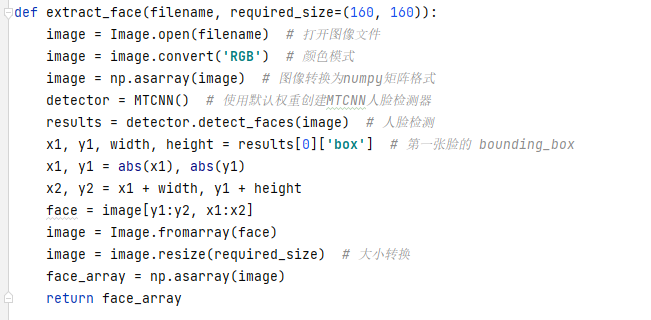 def extract_face(filename, required_size=(160, 160)):
    image = Image.open(filename)  # 打开图像文件
    image = image.convert('RGB')  # 颜色模式
    image = np.asarray(image)  # 图像转换为numpy矩阵格式
    detector = MTCNN()  # 使用默认权重创建MTCNN人脸检测器
    results = detector.detect_faces(image)  # 人脸检测
    x1, y1, width, height = results[0]['box']  # 第一张脸的 bounding_box
    x1, y1 = abs(x1), abs(y1)
    x2, y2 = x1 + width, y1 + height
    face = image[y1:y2, x1:x2]
    image = Image.fromarray(face)
    image = image.resize(required_size)  # 大小转换
    face_array = np.asarray(image)
    return face_array